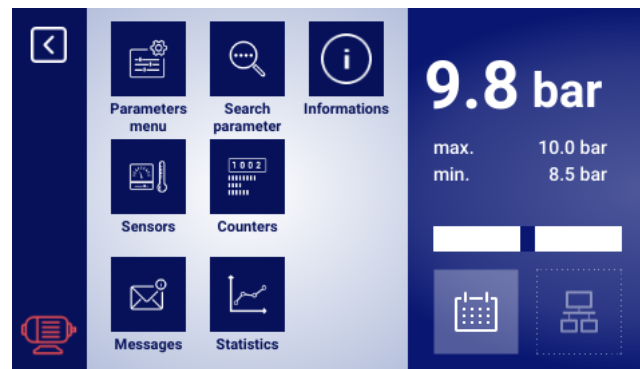 Parameters
menu
Search
parameter
Informations
1002
Sensors
Counters
Messages
Statistics
9.8 bar
max. 10.0 bar
min. 8.5 bar